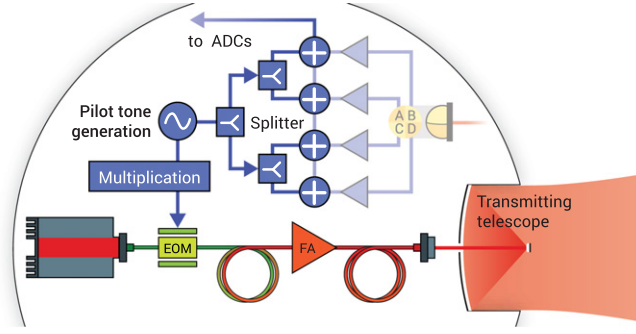 to ADCs
Pilot tone
generation
Splitter
A B
C D
Multiplication
Transmitting
telescope
EOM
FA